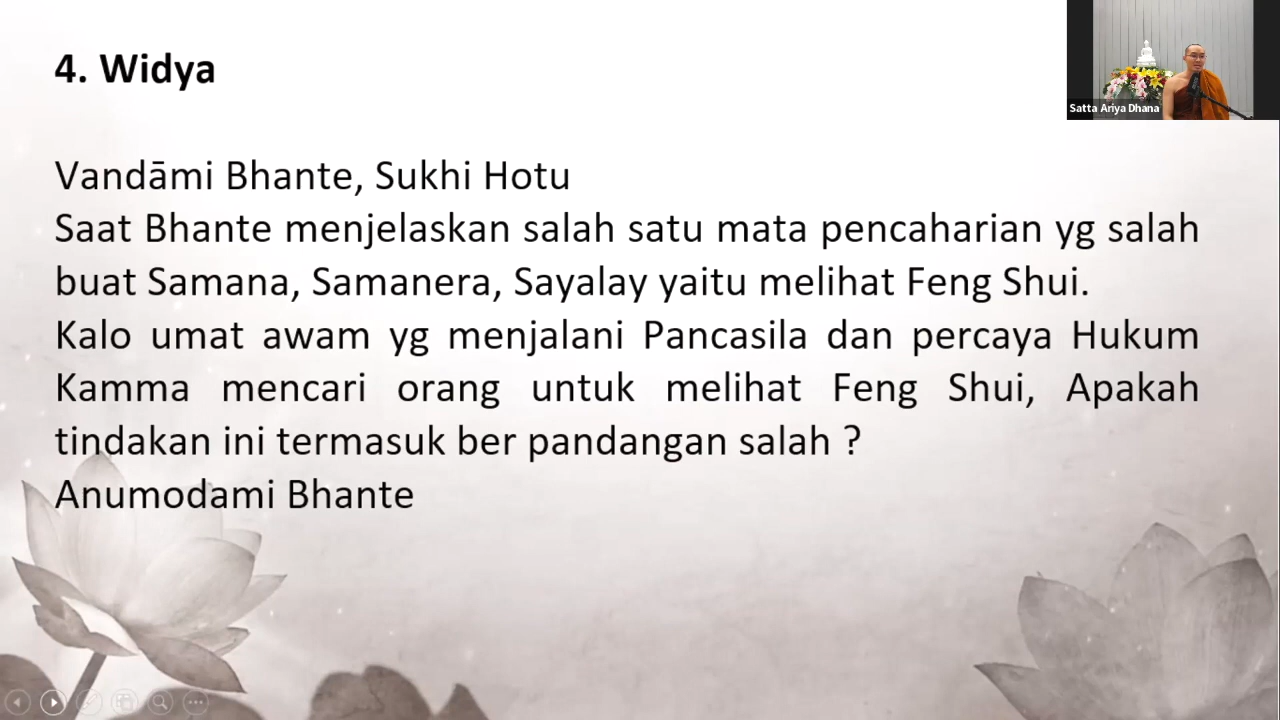 4. Widya
Satta Ariya Dhana
Vandāmi Bhante, Sukhi Hotu
Saat Bhante menjelaskan salah satu mata pencaharian yg salah
buat Samana, Samanera, Sayalay yaitu melihat Feng Shui.
Kalo umat awam yg menjalani Pancasila dan percaya Hukum
Kamma mencari orang untuk melihat Feng Shui, Apakah
tindakan ini termasuk ber pandangan salah ?
Anumodami Bhante